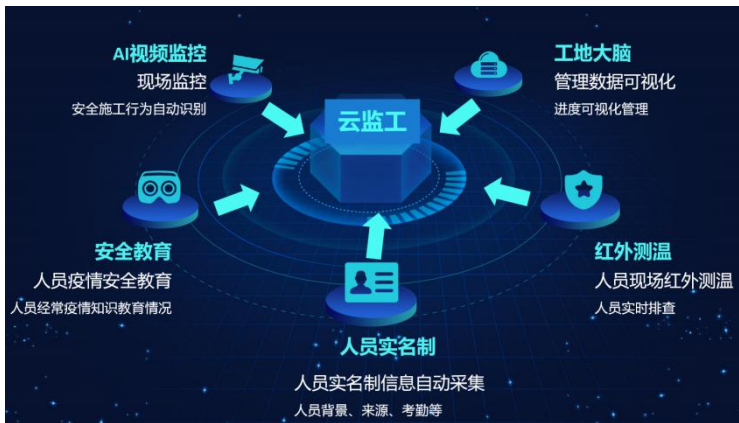 AI视频监控
现场监控
安全施工行为自动识别
工地大脑
管理数据可视化
进度可视化管理
云监工
安全教育
人员疫情安全教育
人员经常疫情知识教育情况
红外测温
人员现场红外测温
人员实时排查
人员实名制
人员实名制信息自动采集
人员背景、来源、考勤等